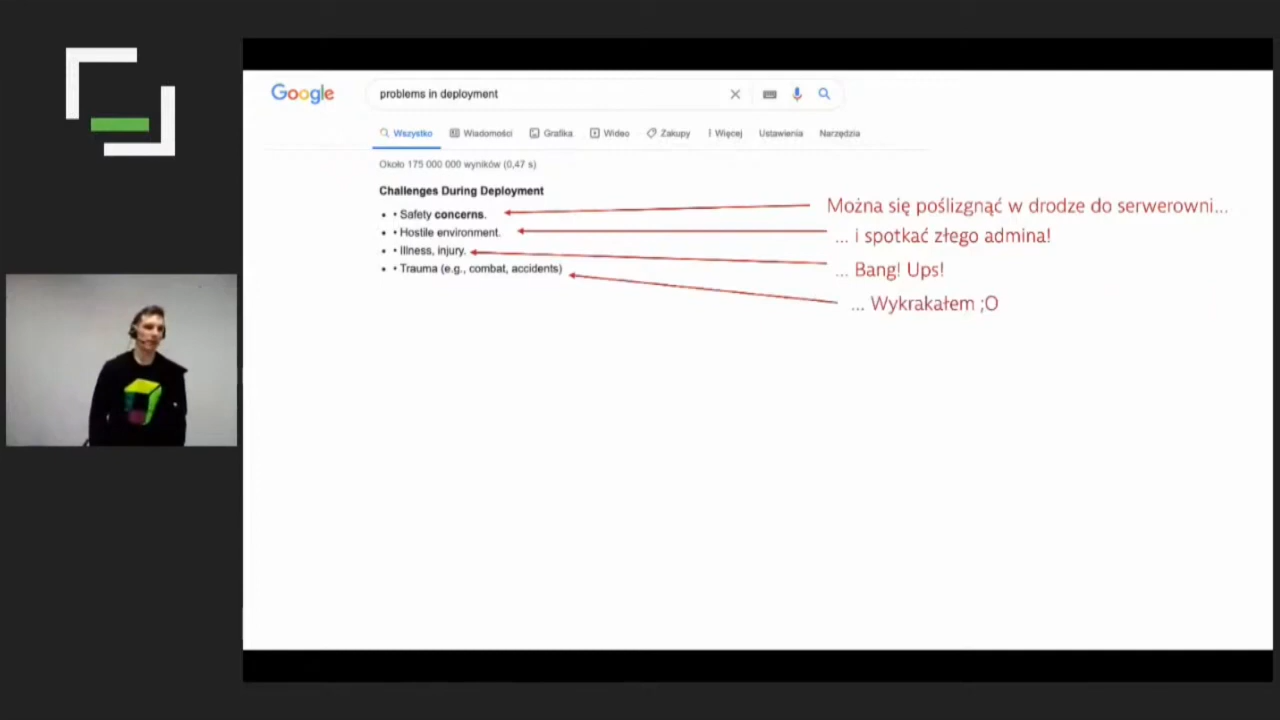 Google
problems in deployment
Wszystko Wiadomości Grafika Wideo Zakupy Więcej Ustawienia Narzędzia
Około 175 000 000 wyników (0,47 s)
Challenges During Deployment
• • Safety concerns.
• • Hostile environment.
• • Illness, injury.
• • Trauma (e.g., combat, accidents)
Można się poślizgnąć w drodze do serwerowni...
... i spotkać złego admina!
... Bang! Ups!
... Wykrakałem ;O